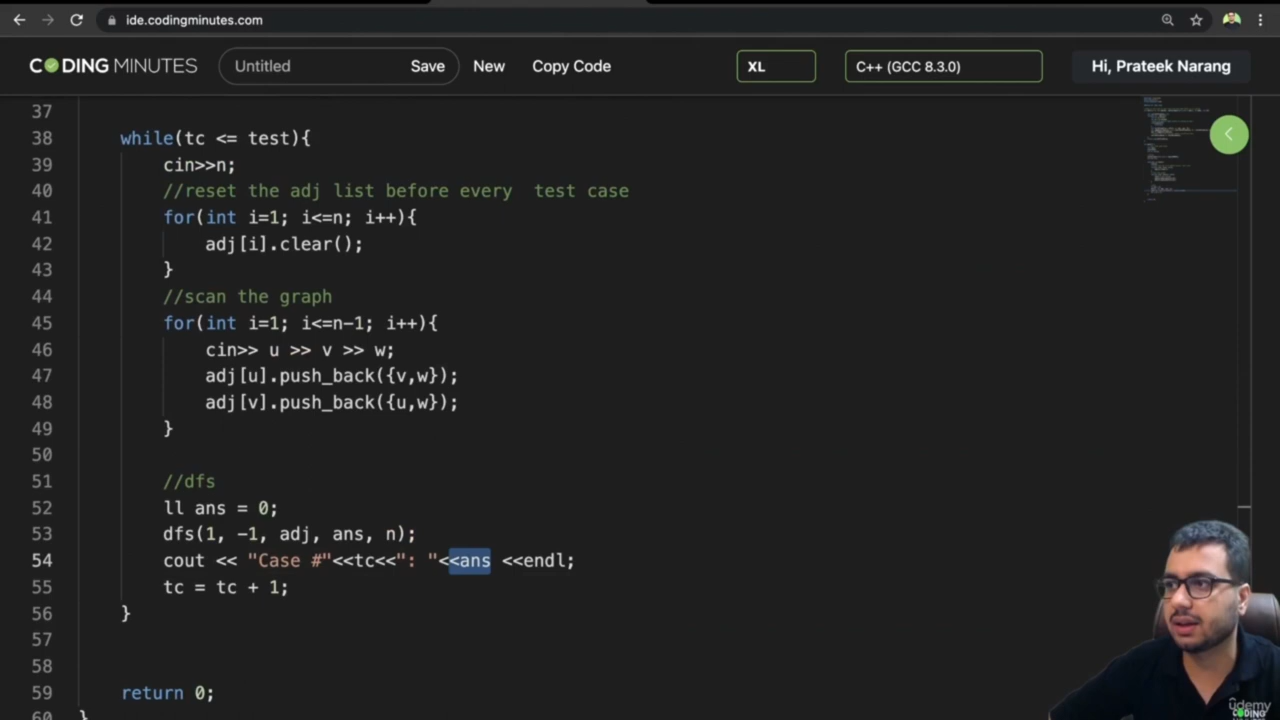 ide.codingminutes.com
CODING MINUTES Untitled Save New Copy Code XL C++ (GCC 8.3.0) Hi, Prateek Narang
37
38 while(tc <= test){
39 cin>>n;
40 //reset the adj list before every  test case
41 for(int i=1; i<=n; i++){
42 adj[i].clear();
43 }
44 //scan the graph
45 for(int i=1; i<=n-1; i++){
46 cin>> u >> v >> w;
47 adj[u].push_back({v,w});
48 adj[v].push_back({u,w});
49 }
50
51 //dfs
52 ll ans = 0;
53 dfs(1, -1, adj, ans, n);
54 cout << "Case #"<<tc<<": "<<ans <<endl;
55 tc = tc + 1;
56 }
57
58
59 return 0;
60 }
ûdemy
CODING